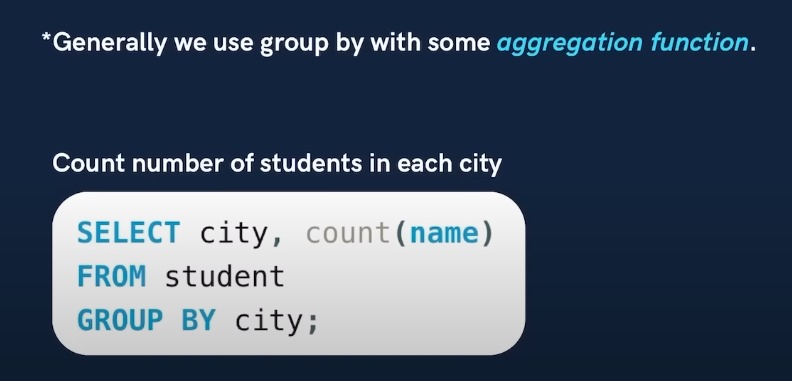 *Generally we use group by with some aggregation function.
Count number of students in each city
SELECT city, count(name)
FROM student
GROUP BY city;